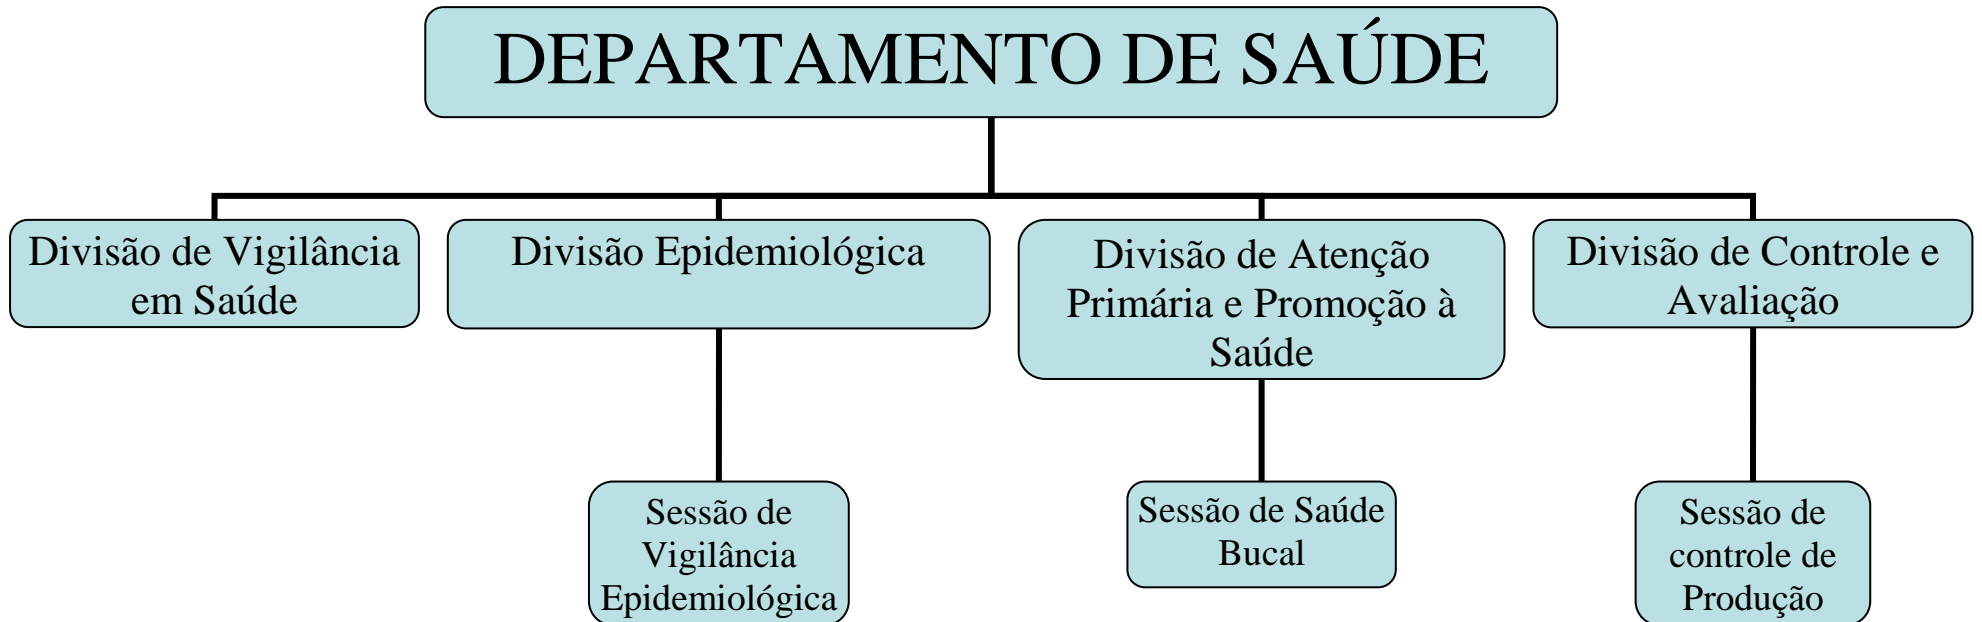 DEPARTAMENTO DE SAÚDE
Divisão de Vigilância
em Saúde
Divisão Epidemiológica
Divisão de Atenção
Primária e Promoção à
Saúde
Divisão de Controle e
Avaliação
Sessão de
Vigilância
Epidemiológica
Sessão de Saúde
Bucal
Sessão de
controle de
Produção